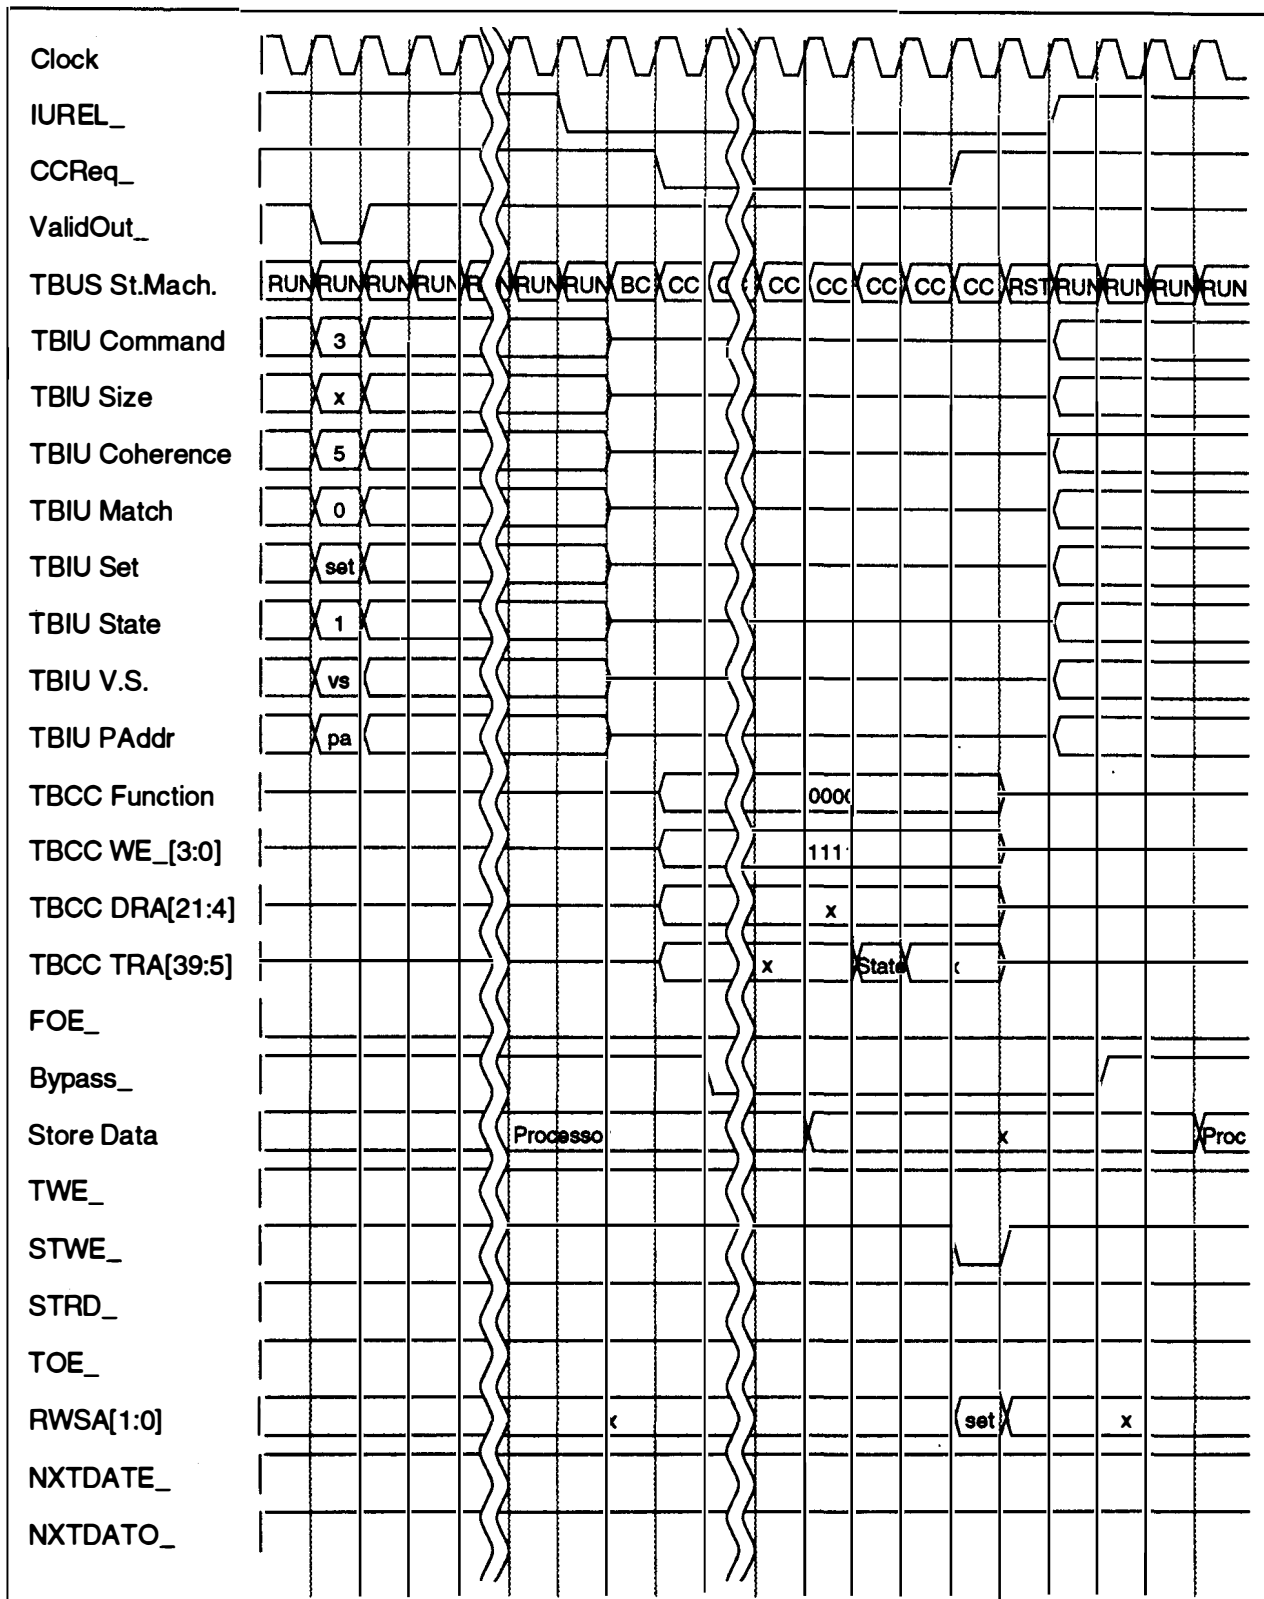 Clock
IUREL_
CCReq_
ValidOut_
TBUS St.Mach. RUN RUN RUN RUN RUN RUN BC CC CC CC CC CC CC RST RUN RUN RUN RUN
TBIU Command 3
TBIU Size x
TBIU Coherence 5
TBIU Match 0
TBIU Set set
TBIU State 1
TBIU V.S. vs
TBIU PAddr pa
TBCC Function 000
TBCC WE_[3:0] 111
TBCC DRA[21:4] x
TBCC TRA[39:5] x State
FOE_
Bypass_
Store Data Processo x Proc
TWE_
STWE_
STRD_
TOE_
RWSA[1:0] x set x
NXTDATE_
NXTDATO_